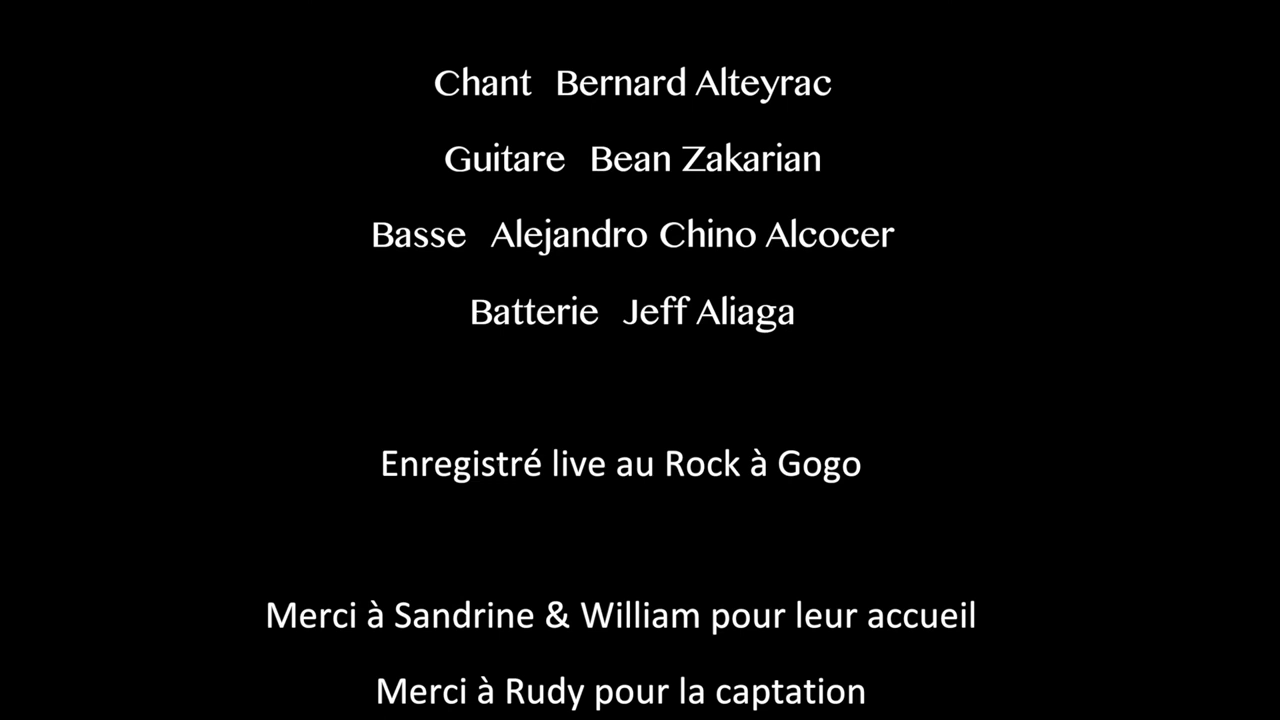 Chant Bernard Alteyrac
Guitare Bean Zakarian
Basse Alejandro Chino Alcocer
Batterie Jeff Aliaga
Enregistré live au Rock à Gogo
Merci à Sandrine & William pour leur accueil
Merci à Rudy pour la captation